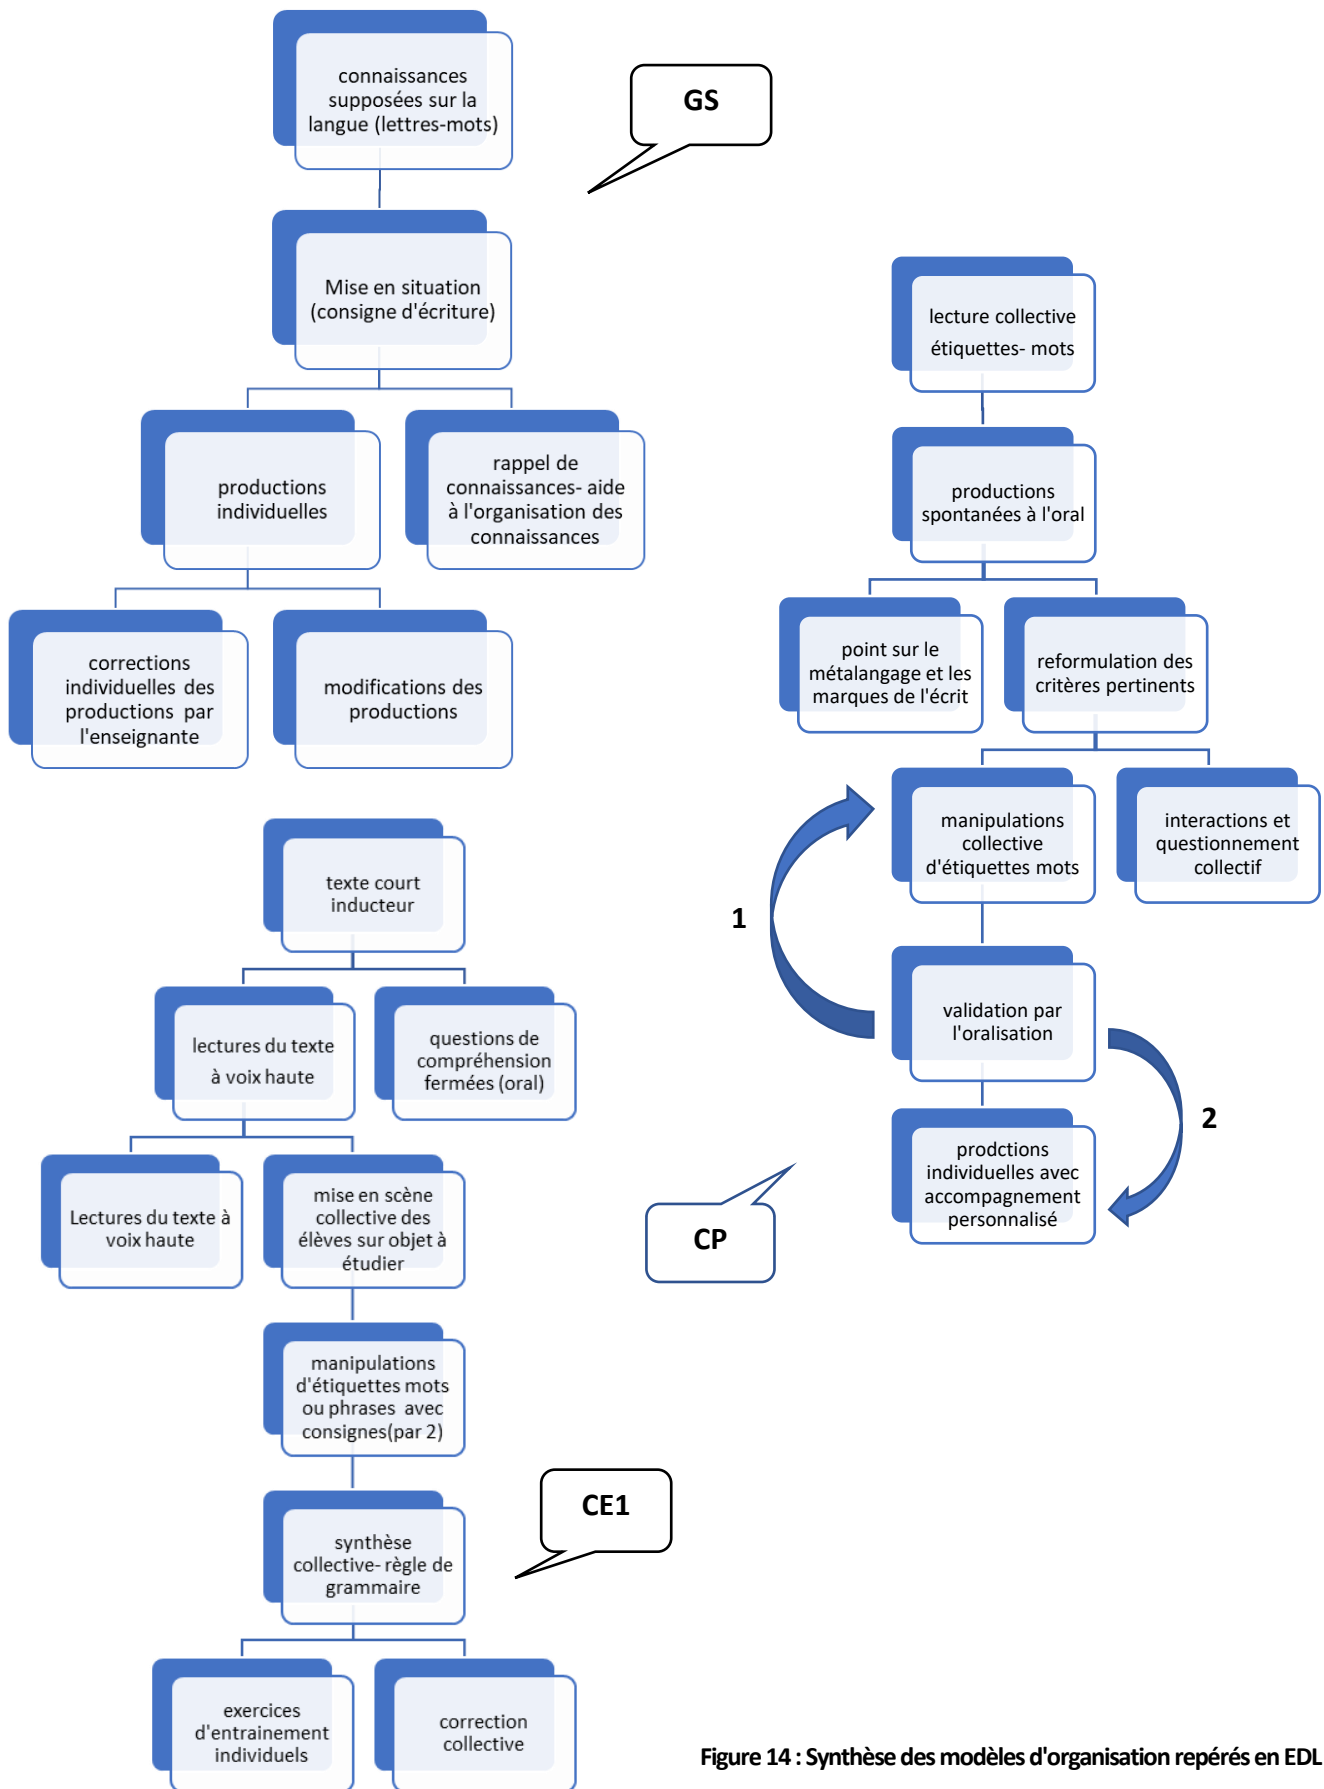 connaissances
supposées sur la
langue (lettres-mots)
GS
Mise en situation
(consigne d'écriture)
productions
individuelles
rappel de
connaissances- aide
à l'organisation des
connaissances
corrections
individuelles des
productions par
l'enseignante
modifications des
productions
lecture collective
étiquettes- mots
productions
spontanées à l'oral
point sur le
métalangage et les
marques de l'écrit
reformulation des
critères pertinents
manipulations
collective
d'étiquettes mots
interactions et
questionnement
collectif
1
validation par
l'oralisation
2
prodctions
individuelles avec
accompagnement
personnalisé
CP
texte court
inducteur
lectures du texte
à voix haute
questions de
compréhension
fermées (oral)
Lectures du texte à
voix haute
mise en scène
collective des
élèves sur objet à
étudier
manipulations
d'étiquettes mots
ou phrases avec
consignes(par 2)
CE1
synthèse
collective- règle de
grammaire
exercices
d'entrainement
individuels
correction
collective
Figure 14 : Synthèse des modèles d'organisation repérés en EDL